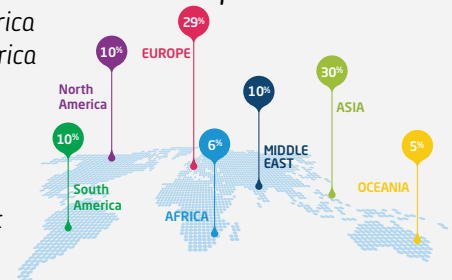 rica
rica
29%
10%
EUROPE
30%
North
America
10%
ASIA
10%
6%
5%
MIDDLE
EAST
South
America
OCEANIA
AFRICA